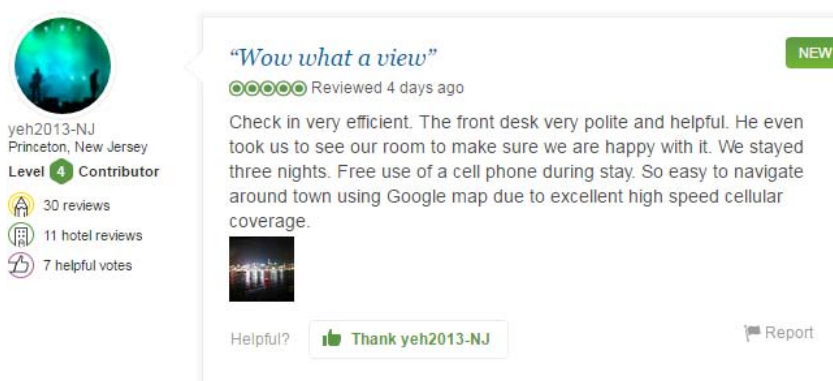 yeh2013-NJ
Princeton, New Jersey
Level 4 Contributor
30 reviews
11 hotel reviews
7 helpful votes
“Wow what a view”
NEW
Reviewed 4 days ago
Check in very efficient. The front desk very polite and helpful. He even
took us to see our room to make sure we are happy with it. We stayed
three nights. Free use of a cell phone during stay. So easy to navigate
around town using Google map due to excellent high speed cellular
coverage.
Helpful?
Thank yeh2013-NJ
Report